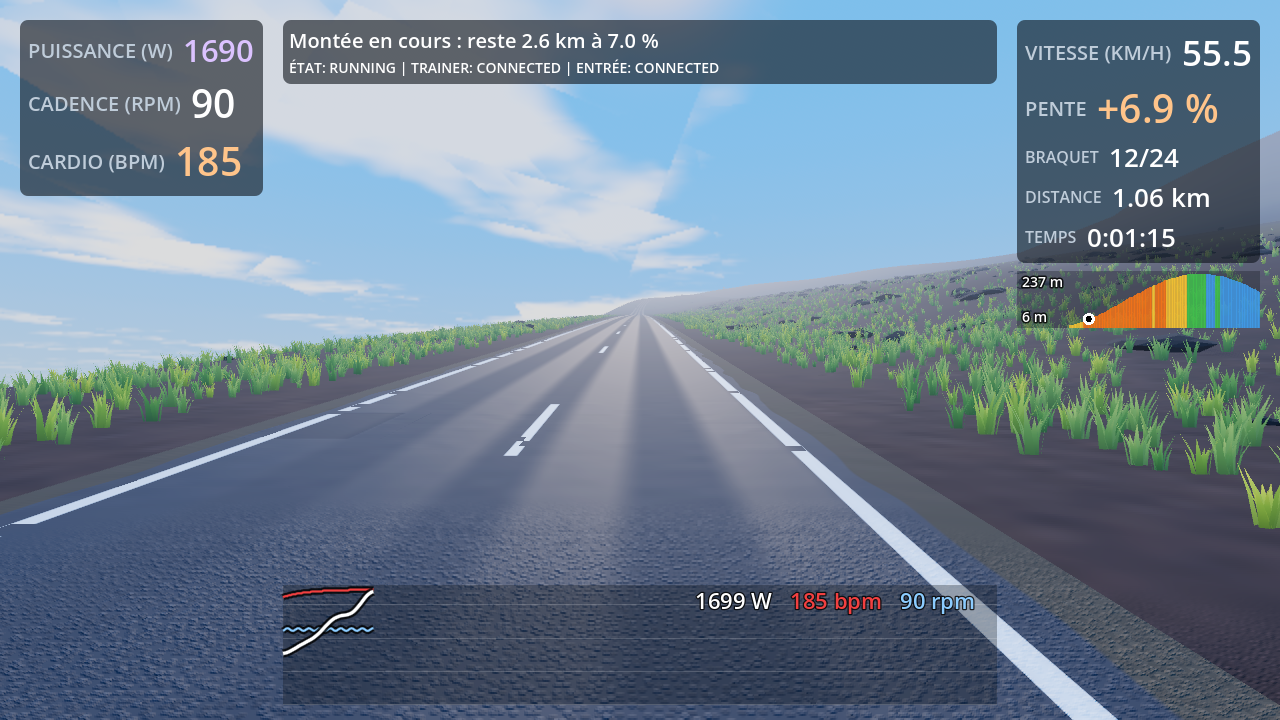 PUISSANCE (W) 1690
CADENCE (RPM) 90
CARDIO (BPM) 185
Montée en cours : reste 2.6 km à 7.0 %
ÉTAT: RUNNING | TRAINER: CONNECTED | ENTRÉE: CONNECTED
VITESSE (KM/H) 55.5
PENTE +6.9 %
BRAQUET 12/24
DISTANCE 1.06 km
TEMPS 0:01:15
237 m
6 m
1699 W 185 bpm 90 rpm